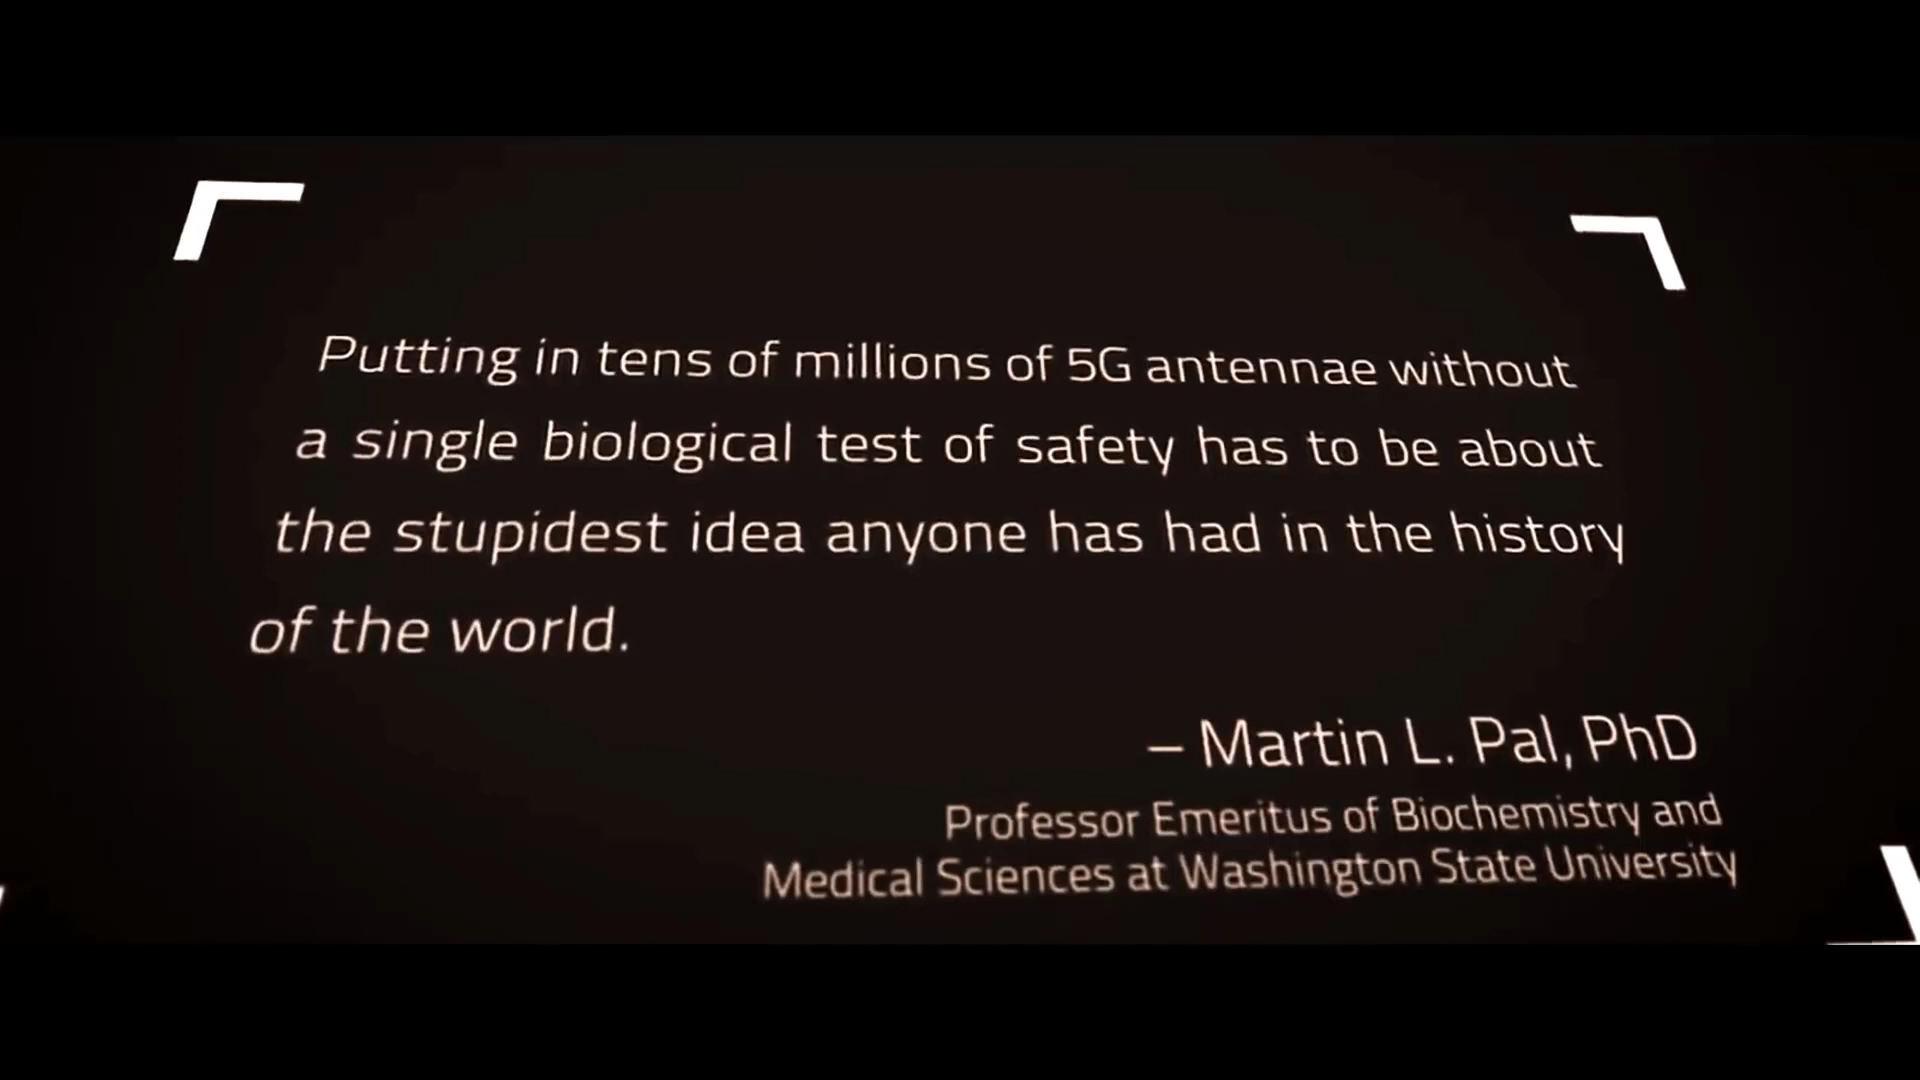 Putting in tens of millions of 5G antennae without
a single biological test of safety has to be about
the stupidest idea anyone has had in the history
of the world.
– Martin L. Pal, PhD
Professor Emeritus of Biochemistry and
Medical Sciences at Washington State University